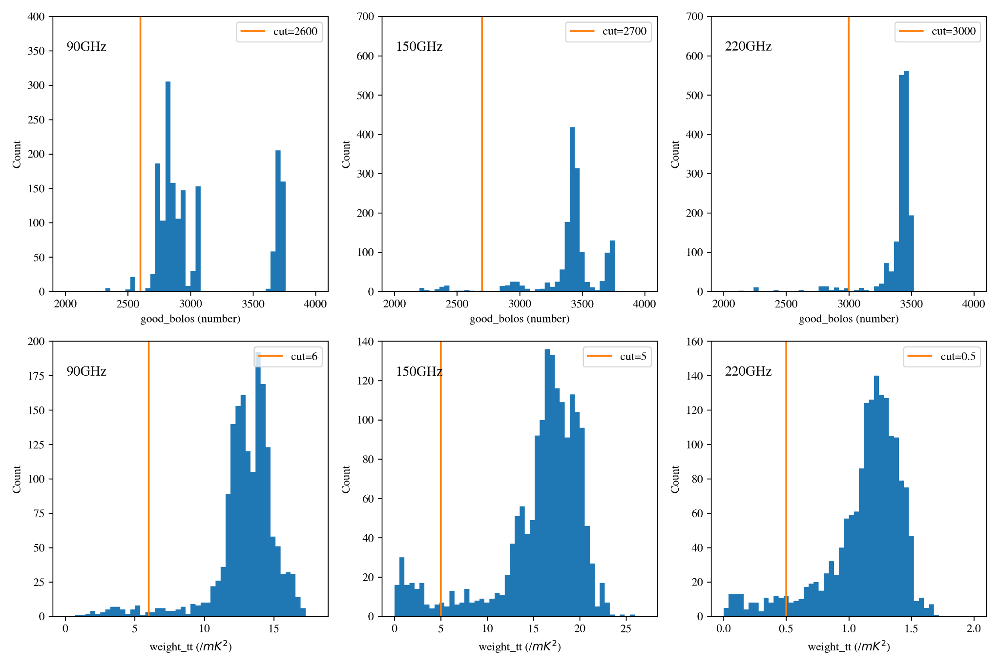 400
350
300
250
200
150
100
50
0
Count
90GHz
cut=2600
2000 2500 3000 3500 4000
good_bolos (number)
700
600
500
400
300
200
100
0
Count
150GHz
cut=2700
2000 2500 3000 3500 4000
good_bolos (number)
700
600
500
400
300
200
100
0
Count
220GHz
cut=3000
2000 2500 3000 3500 4000
good_bolos (number)
200
175
150
125
100
75
50
25
0
Count
90GHz
cut=6
0 5 10 15
weight_tt (/mK²)
140
120
100
80
60
40
20
0
Count
150GHz
cut=5
0 5 10 15 20 25
weight_tt (/mK²)
160
140
120
100
80
60
40
20
0
Count
220GHz
cut=0.5
0.0 0.5 1.0 1.5 2.0
weight_tt (/mK²)